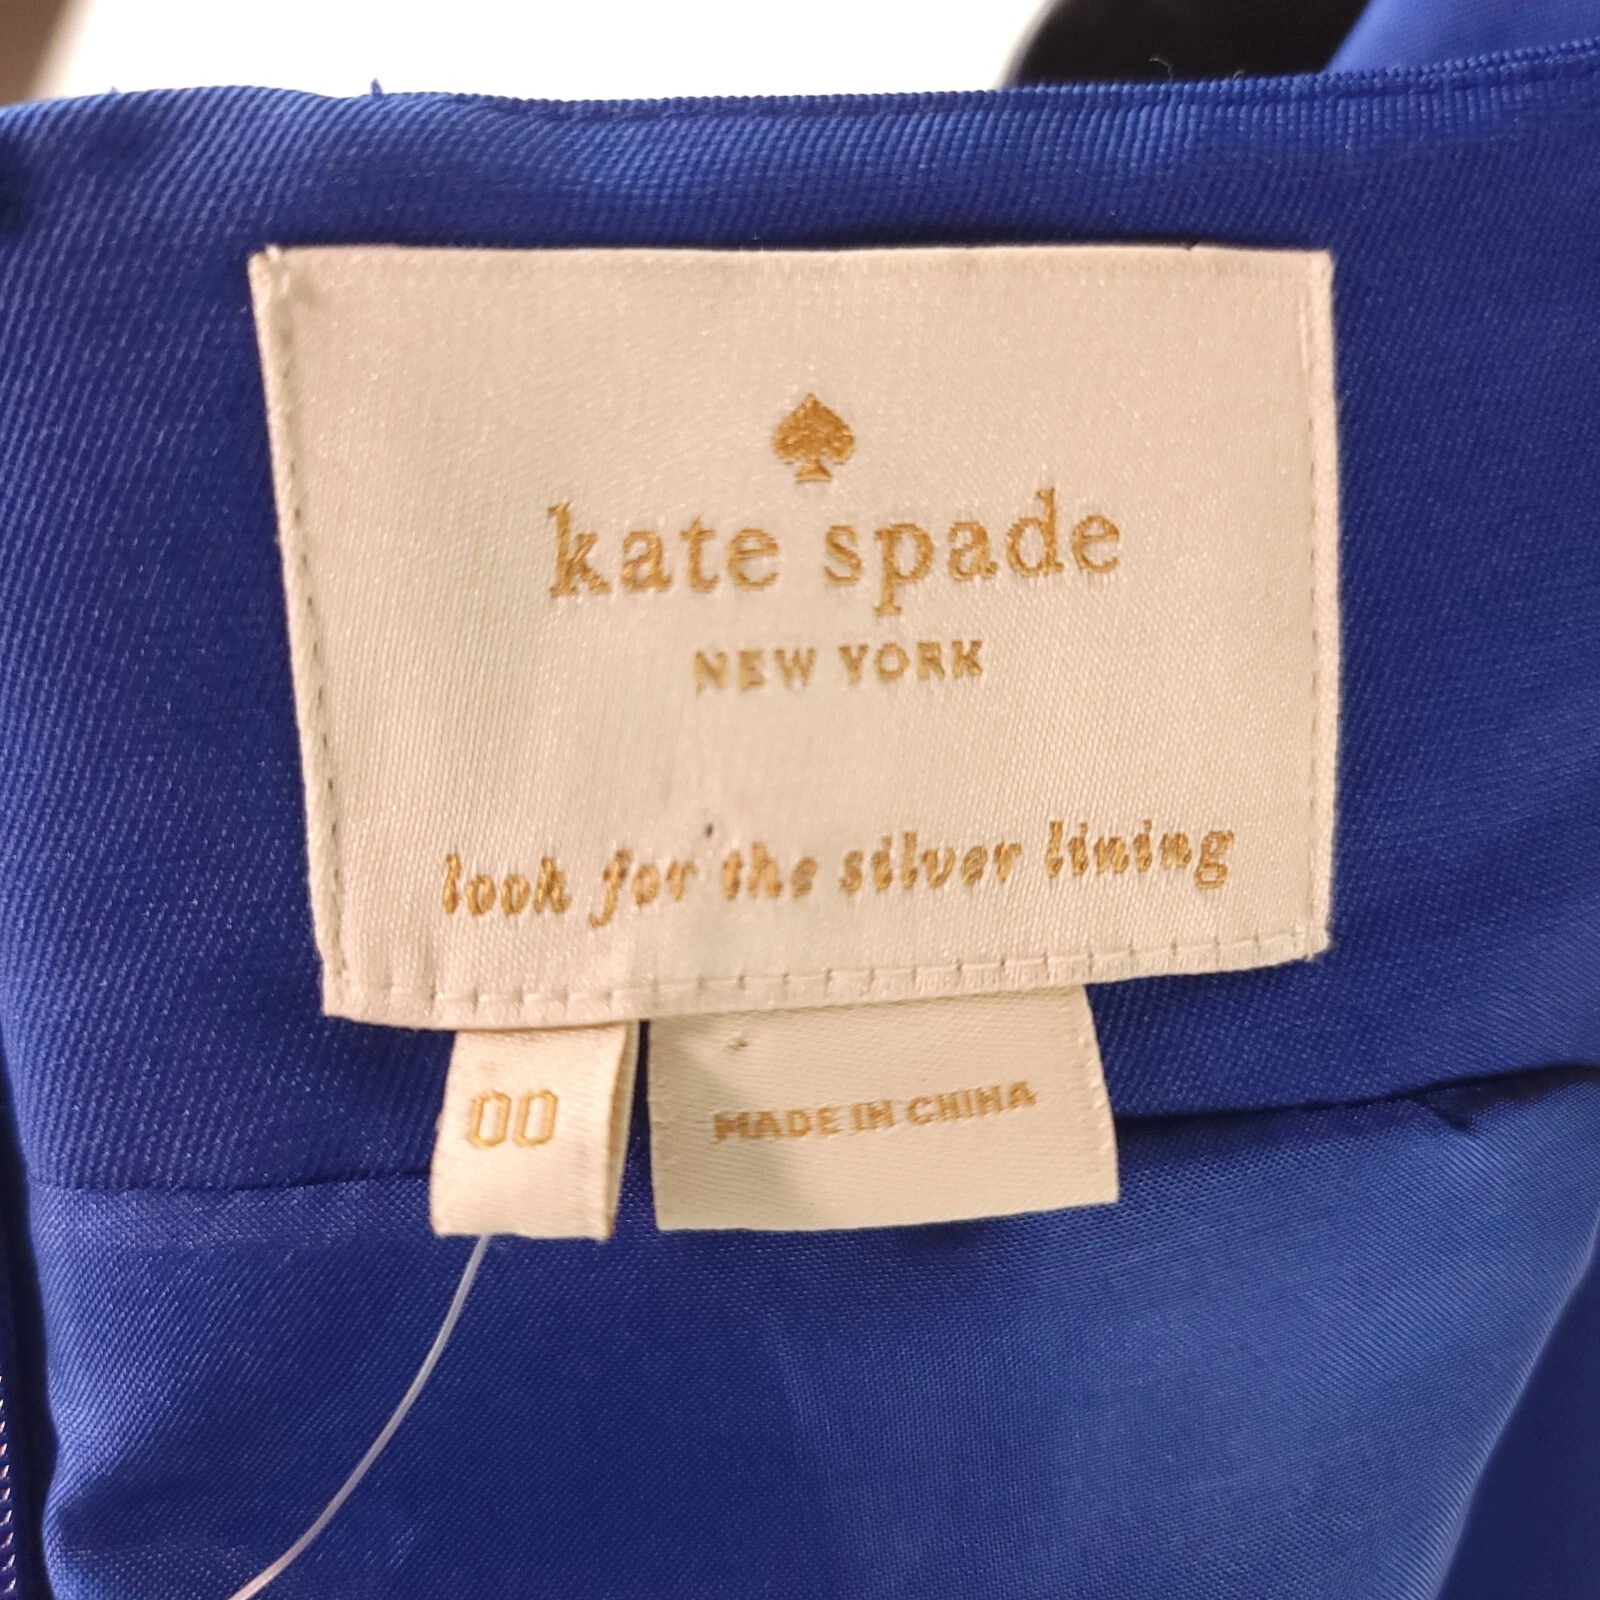 kate spade
NEW YORK
look for the silver lining
00
MADE IN CHINA